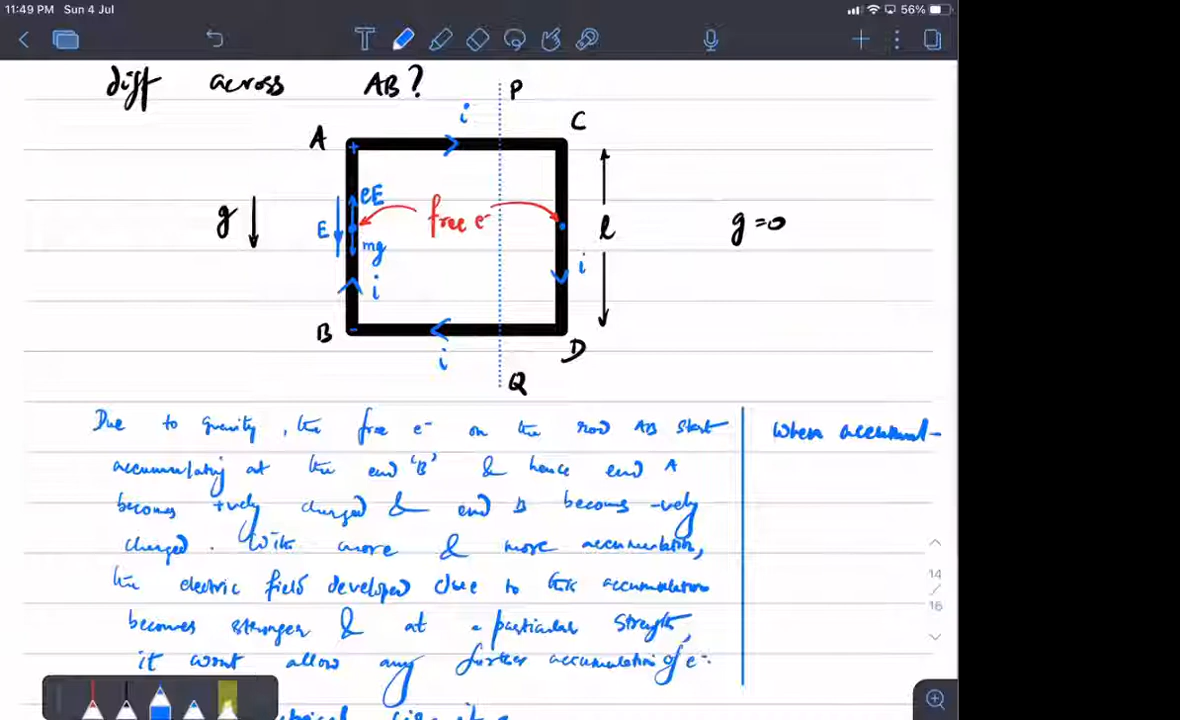 11:49 PM Sun 4 Jul
56%
T
diff across AB?
P
i
A
C
+
eE
g
E
free e-
l
g=0
mg
i
i
B
-
D
i
Q
Due to gravity, the free e- on the rod AB start
accumulating at the end 'B' & hence end A
becomes +vely charged & end B becomes -vely
charged. With more & more accumulation,
the electric field developed due to this accumulation
becomes stronger & at a particular strength,
it wont allow any further accumulation of e-.
When accumul-
14
16